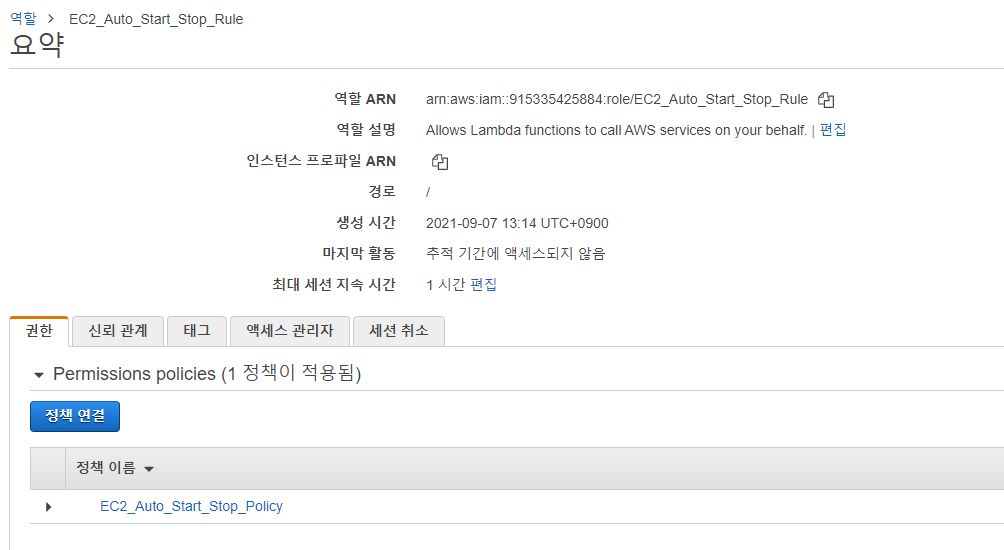 역할 > EC2_Auto_Start_Stop_Rule
요약
역할 ARN arn:aws:iam::915335425884:role/EC2_Auto_Start_Stop_Rule
역할 설명 Allows Lambda functions to call AWS services on your behalf. | 편집
인스턴스 프로파일 ARN
경로 /
생성 시간 2021-09-07 13:14 UTC+0900
마지막 활동 추적 기간에 액세스되지 않음
최대 세션 지속 시간 1 시간 편집
권한 신뢰 관계 태그 액세스 관리자 세션 취소
Permissions policies (1 정책이 적용됨)
정책 연결
정책 이름
EC2_Auto_Start_Stop_Policy